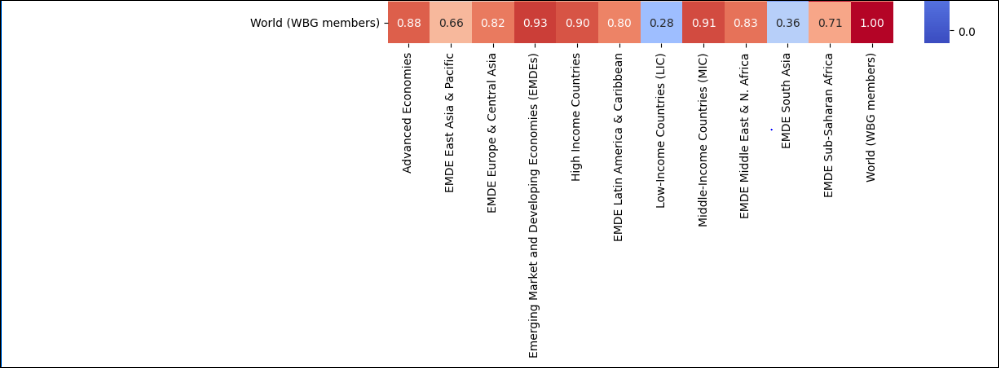 World (WBG members)
0.88 0.66 0.82 0.93 0.90 0.80 0.28 0.91 0.83 0.36 0.71 1.00
0.0
Advanced Economies
EMDE East Asia & Pacific
EMDE Europe & Central Asia
Emerging Market and Developing Economies (EMDEs)
High Income Countries
EMDE Latin America & Caribbean
Low-Income Countries (LIC)
Middle-Income Countries (MIC)
EMDE Middle East & N. Africa
EMDE South Asia
EMDE Sub-Saharan Africa
World (WBG members)